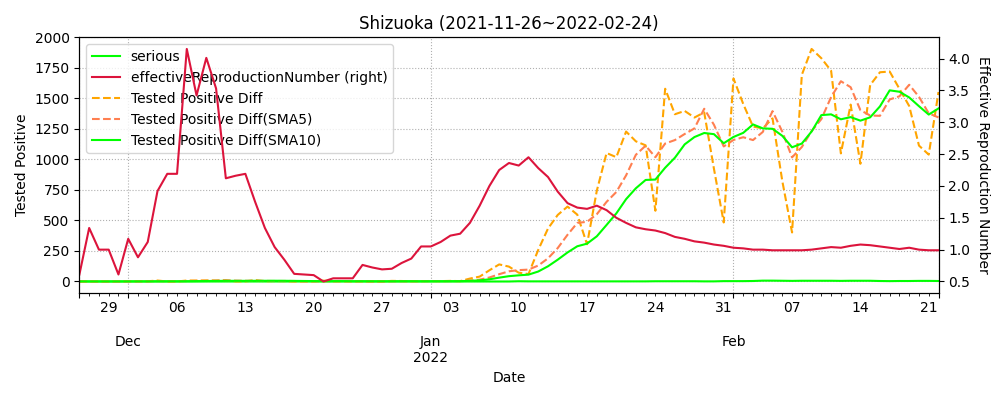 Shizuoka (2021-11-26~2022-02-24)
serious
effectiveReproductionNumber (right)
Tested Positive Diff
Tested Positive Diff(SMA5)
Tested Positive Diff(SMA10)
Tested Positive
2000
1750
1500
1250
1000
750
500
250
0
4.0
3.5
3.0
2.5
2.0
1.5
1.0
0.5
Effective Reproduction Number
29 06 13 20 27 03 10 17 24 31 07 14 21
Dec Jan Feb
2022
Date